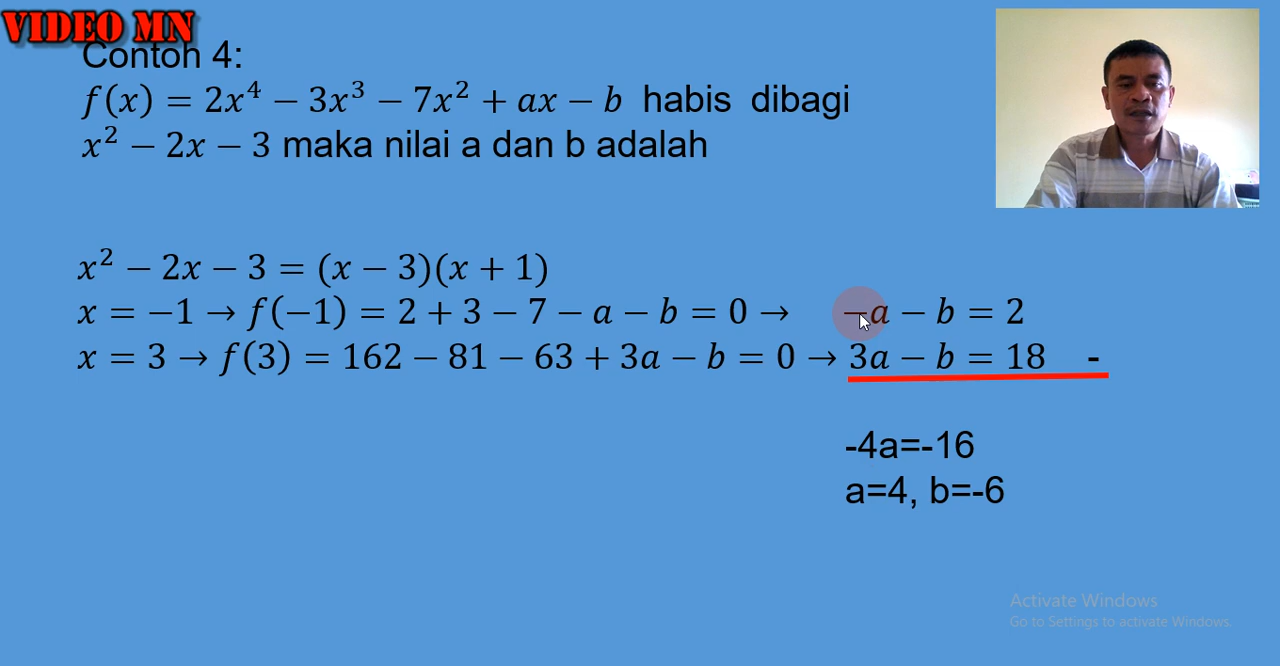 VIDEO MN
Contoh 4:
f(x) = 2x⁴ − 3x³ − 7x² + ax − b habis dibagi
x² − 2x − 3 maka nilai a dan b adalah
x² − 2x − 3 = (x − 3)(x + 1)
x = −1 → f(−1) = 2 + 3 − 7 − a − b = 0 → −a − b = 2
x = 3 → f(3) = 162 − 81 − 63 + 3a − b = 0 → 3a − b = 18 -
-4a=-16
a=4, b=-6
Activate Windows
Go to Settings to activate Windows.